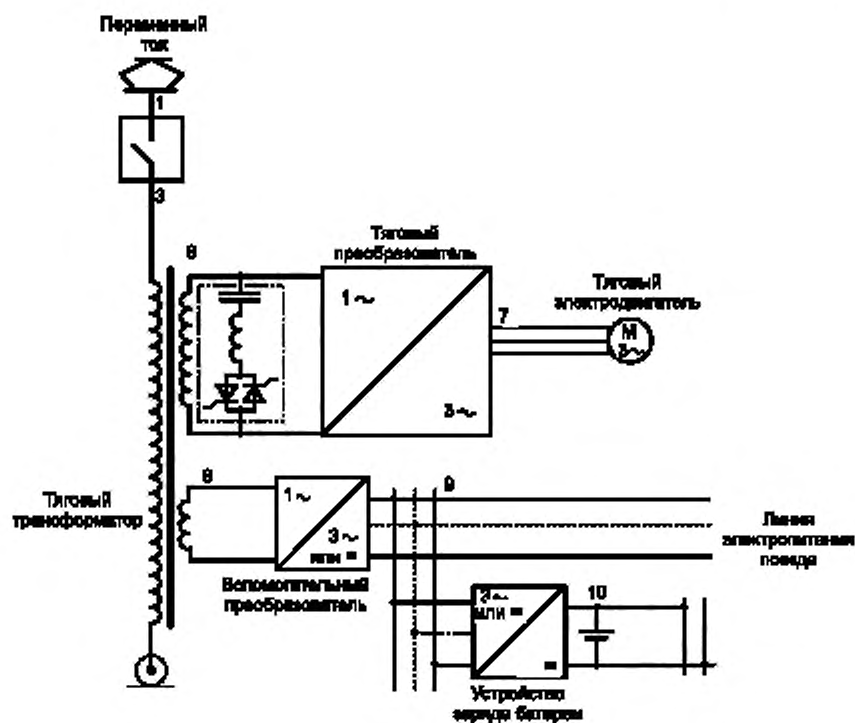 Переменный
ток
1
3
6
Тяговый
преобразователь
1 ~
3 ~
7
Тяговый
электродвигатель
М
3~
Тяговый
трансформатор
8
1 ~
3 ~
или =
Вспомогательный
преобразователь
9
Линия
электропитания
поезда
3 ~
или =
=
10
Устройство
заряда батареи